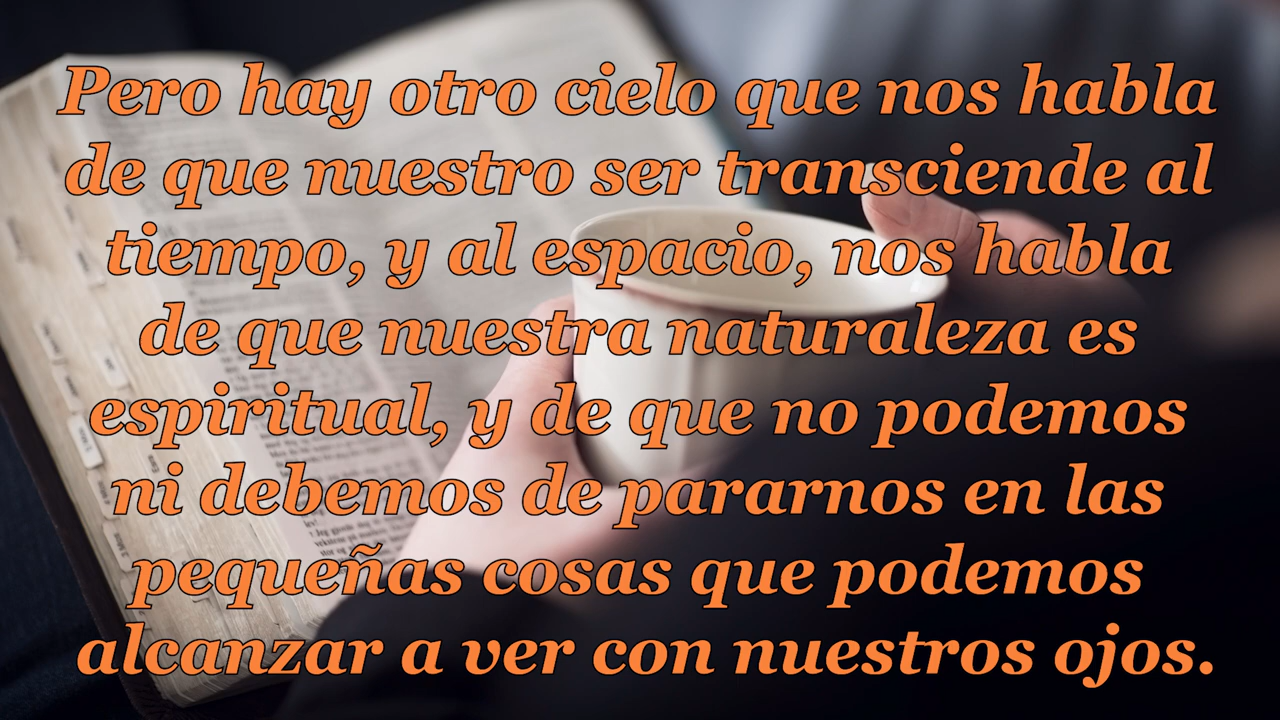 Pero hay otro cielo que nos habla
de que nuestro ser transciende al
tiempo, y al espacio, nos habla
de que nuestra naturaleza es
espiritual, y de que no podemos
ni debemos de pararnos en las
pequeñas cosas que podemos
alcanzar a ver con nuestros ojos.